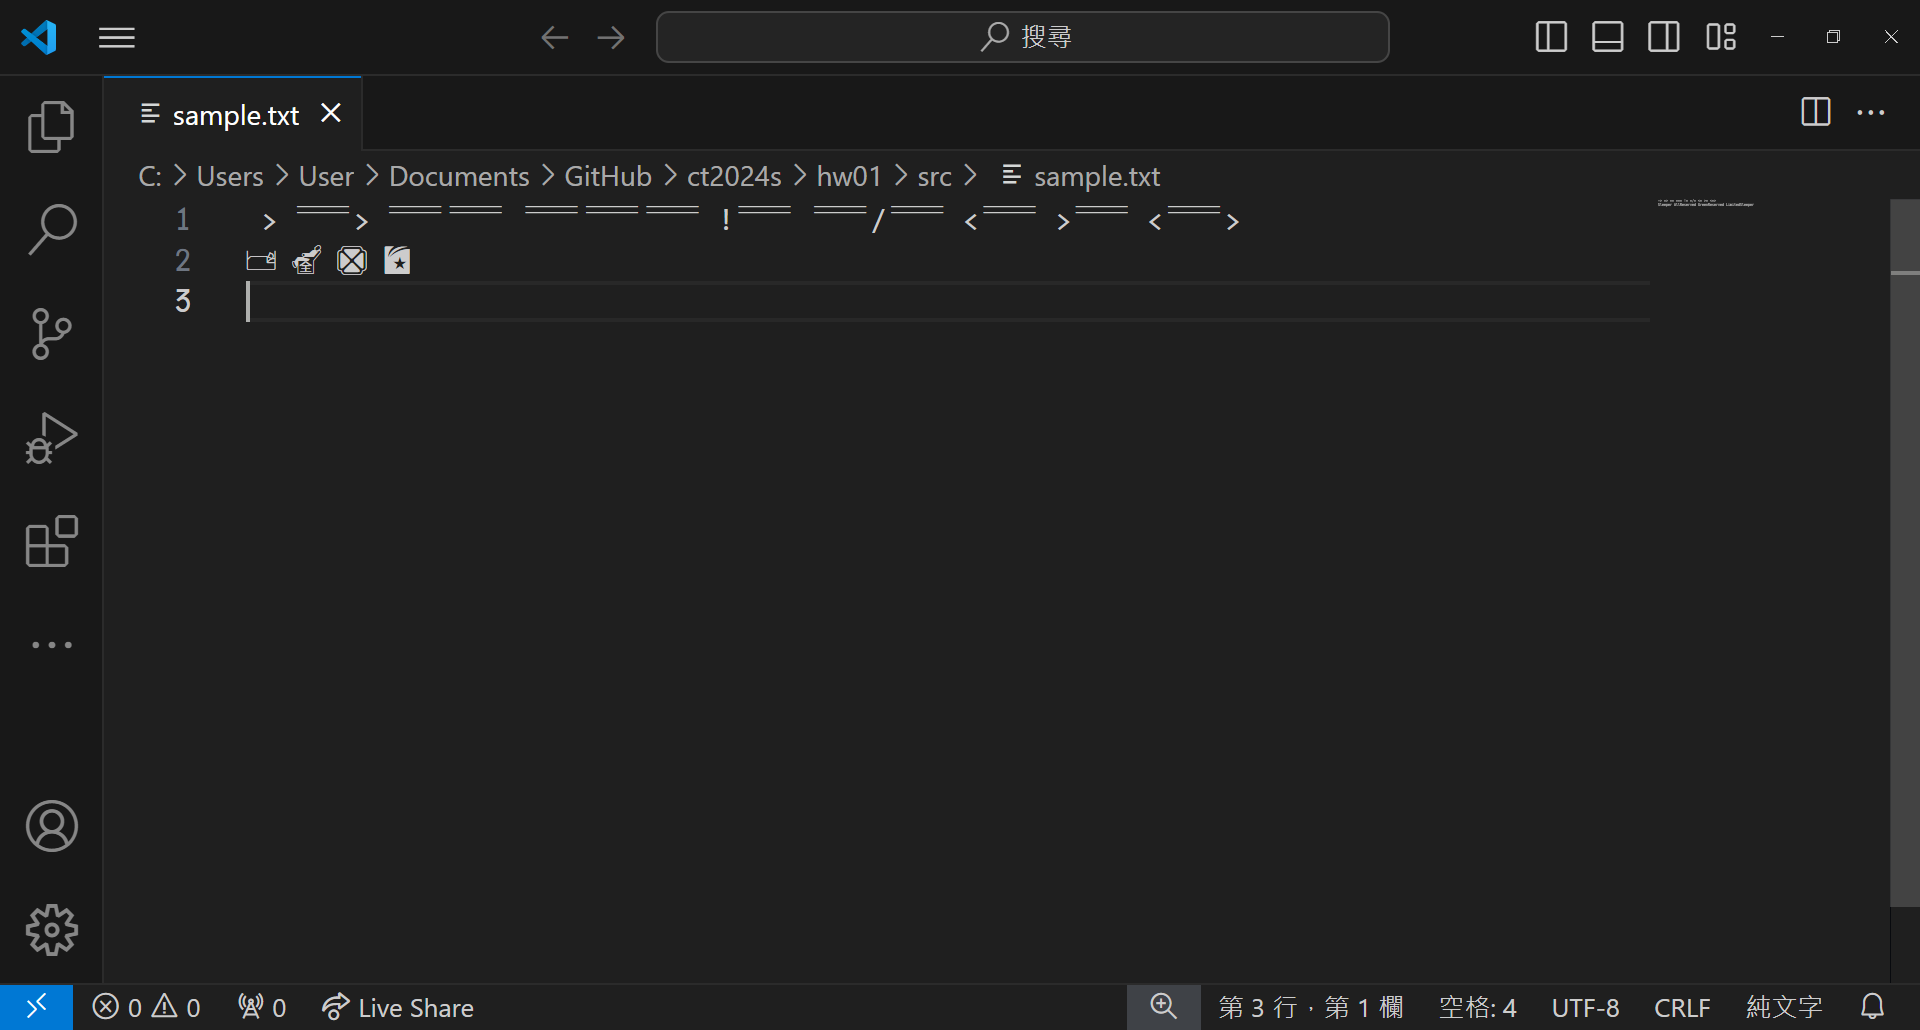 搜尋
sample.txt
C: > Users > User > Documents > GitHub > ct2024s > hw01 > src > sample.txt
1
2
3
0 0 0 Live Share
第 3 行，第 1 欄 空格: 4 UTF-8 CRLF 純文字